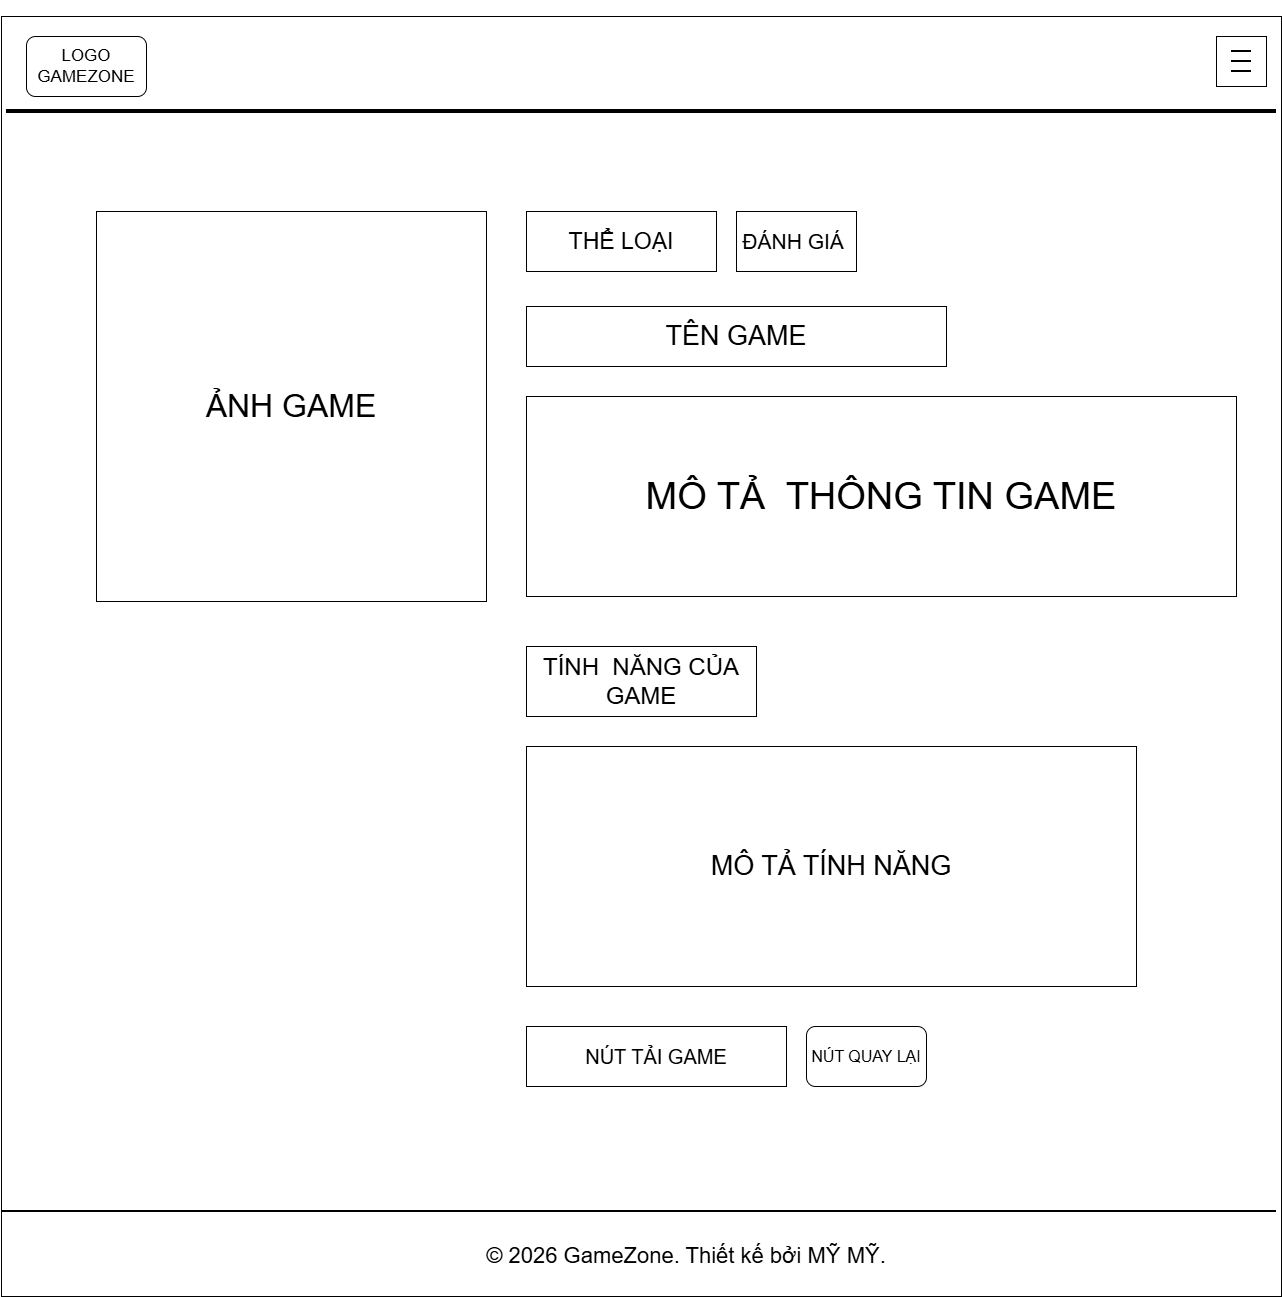 LOGO
GAMEZONE
THỂ LOẠI
ĐÁNH GIÁ
TÊN GAME
ẢNH GAME
MÔ TẢ  THÔNG TIN GAME
TÍNH  NĂNG CỦA
GAME
MÔ TẢ TÍNH NĂNG
NÚT TẢI GAME
NÚT QUAY LẠI
© 2026 GameZone. Thiết kế bởi MỸ MỸ.